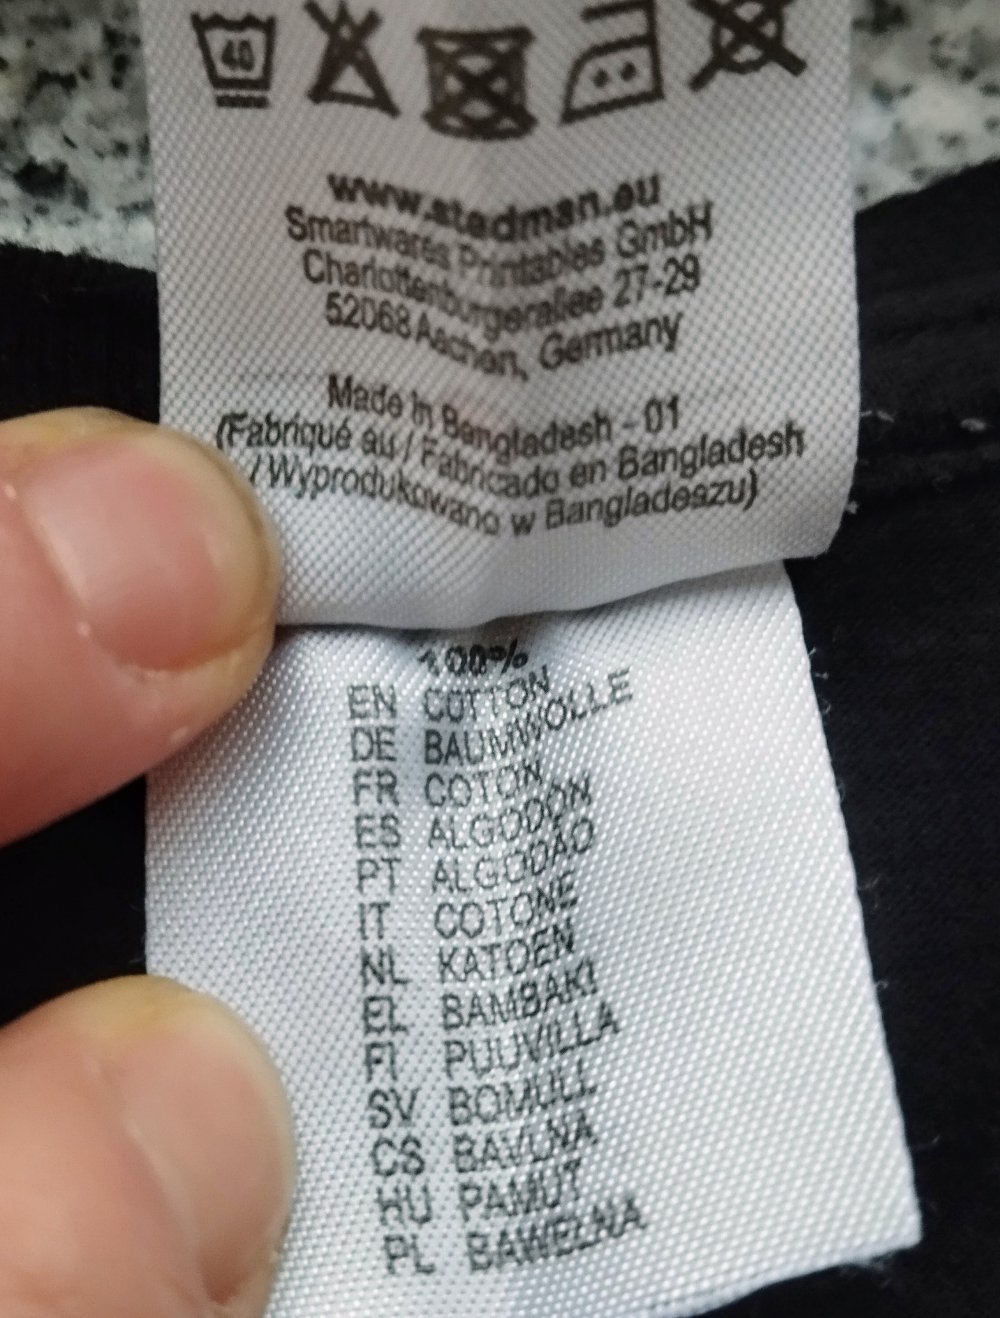 40
www.stedman.eu
Smartwares Printables GmbH
Charlottenburgerallee 27-29
52068 Aachen, Germany
Made in Bangladesh - 01
(Fabriqué au / Fabricado en Bangladesh
/ Wyprodukowano w Bangladeszu)
100%
EN COTTON
DE BAUMWOLLE
FR COTON
ES ALGODON
PT ALGODAO
IT COTONE
NL KATOEN
EL BAMBAKI
FI PUUVILLA
SV BOMULL
CS BAVLNA
HU PAMUT
PL BAWEŁNA